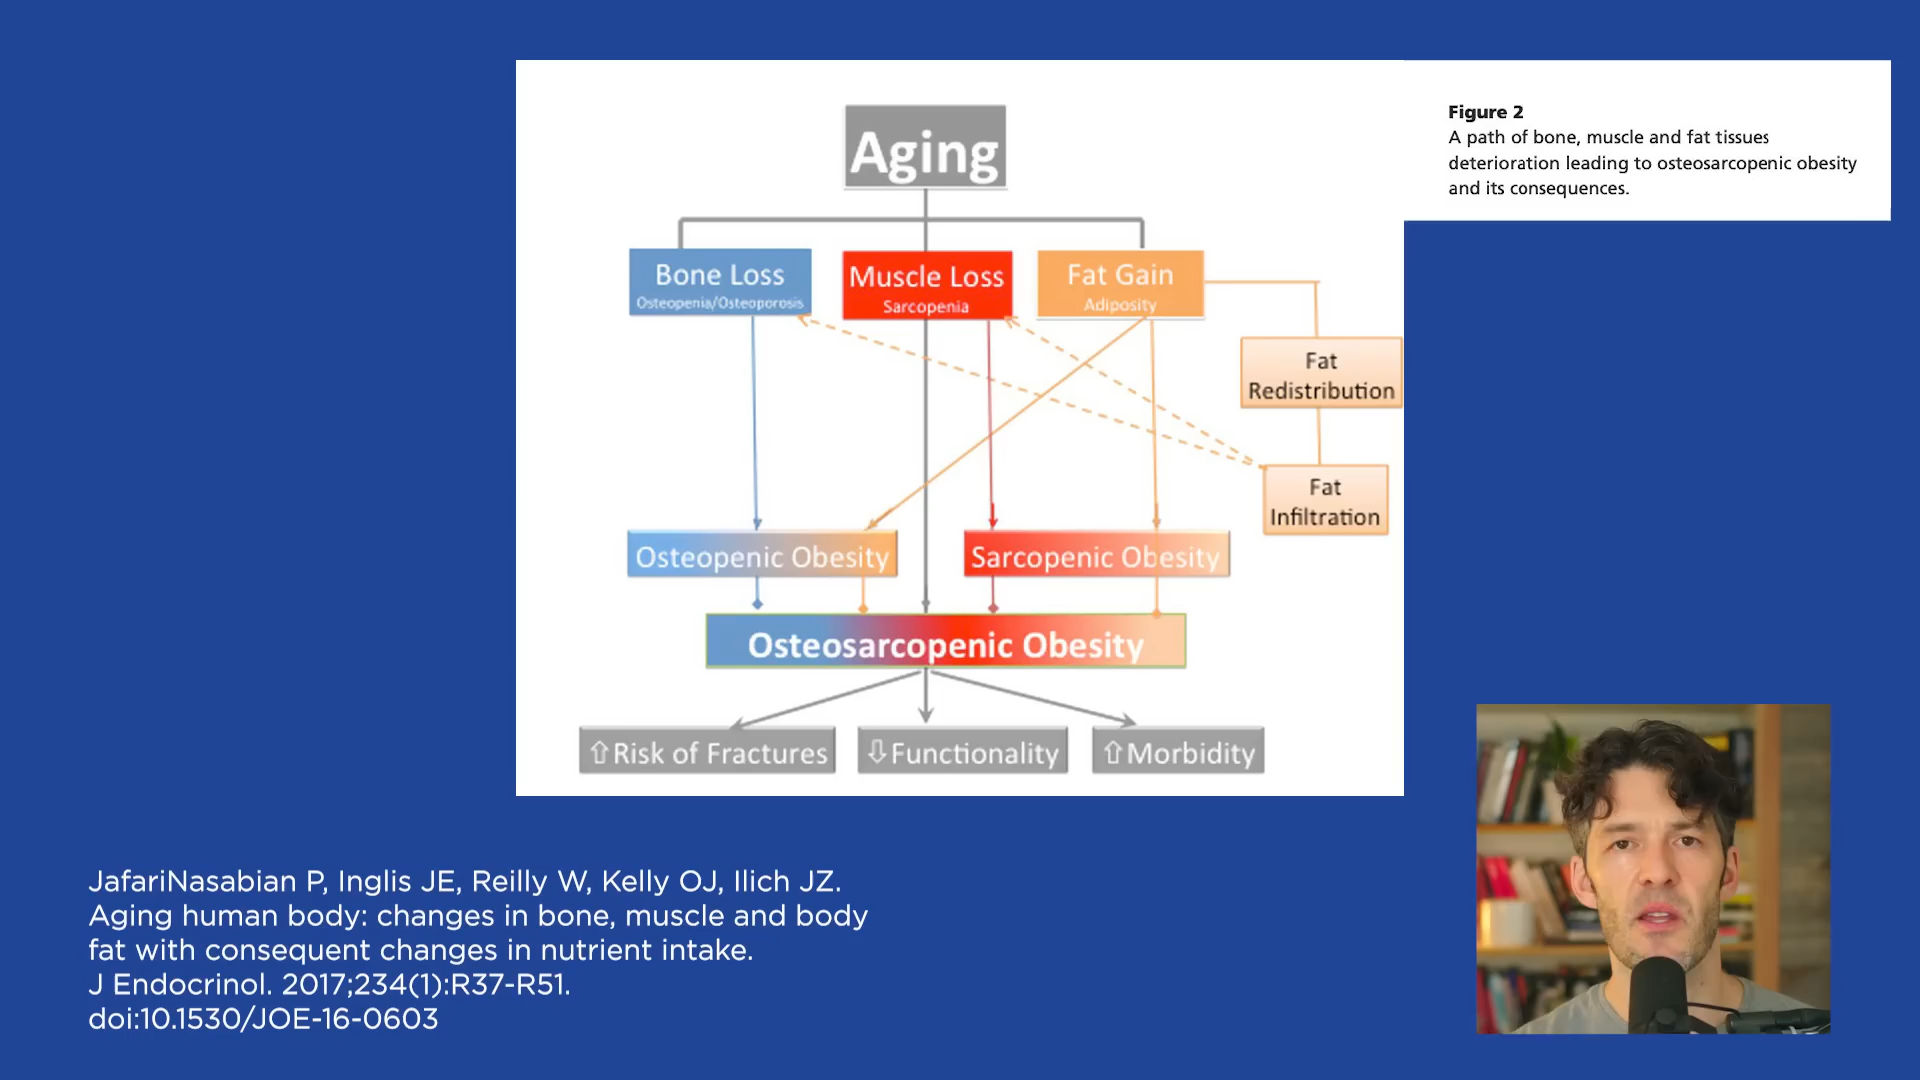 Aging
Figure 2
A path of bone, muscle and fat tissues
deterioration leading to osteosarcopenic obesity
and its consequences.
Bone Loss
Osteopenia/Osteoporosis
Muscle Loss
Sarcopenia
Fat Gain
Adiposity
Fat
Redistribution
Fat
Infiltration
Osteopenic Obesity
Sarcopenic Obesity
Osteosarcopenic Obesity
⇧Risk of Fractures
⇩Functionality
⇧Morbidity
JafariNasabian P, Inglis JE, Reilly W, Kelly OJ, Ilich JZ.
Aging human body: changes in bone, muscle and body
fat with consequent changes in nutrient intake.
J Endocrinol. 2017;234(1):R37-R51.
doi:10.1530/JOE-16-0603